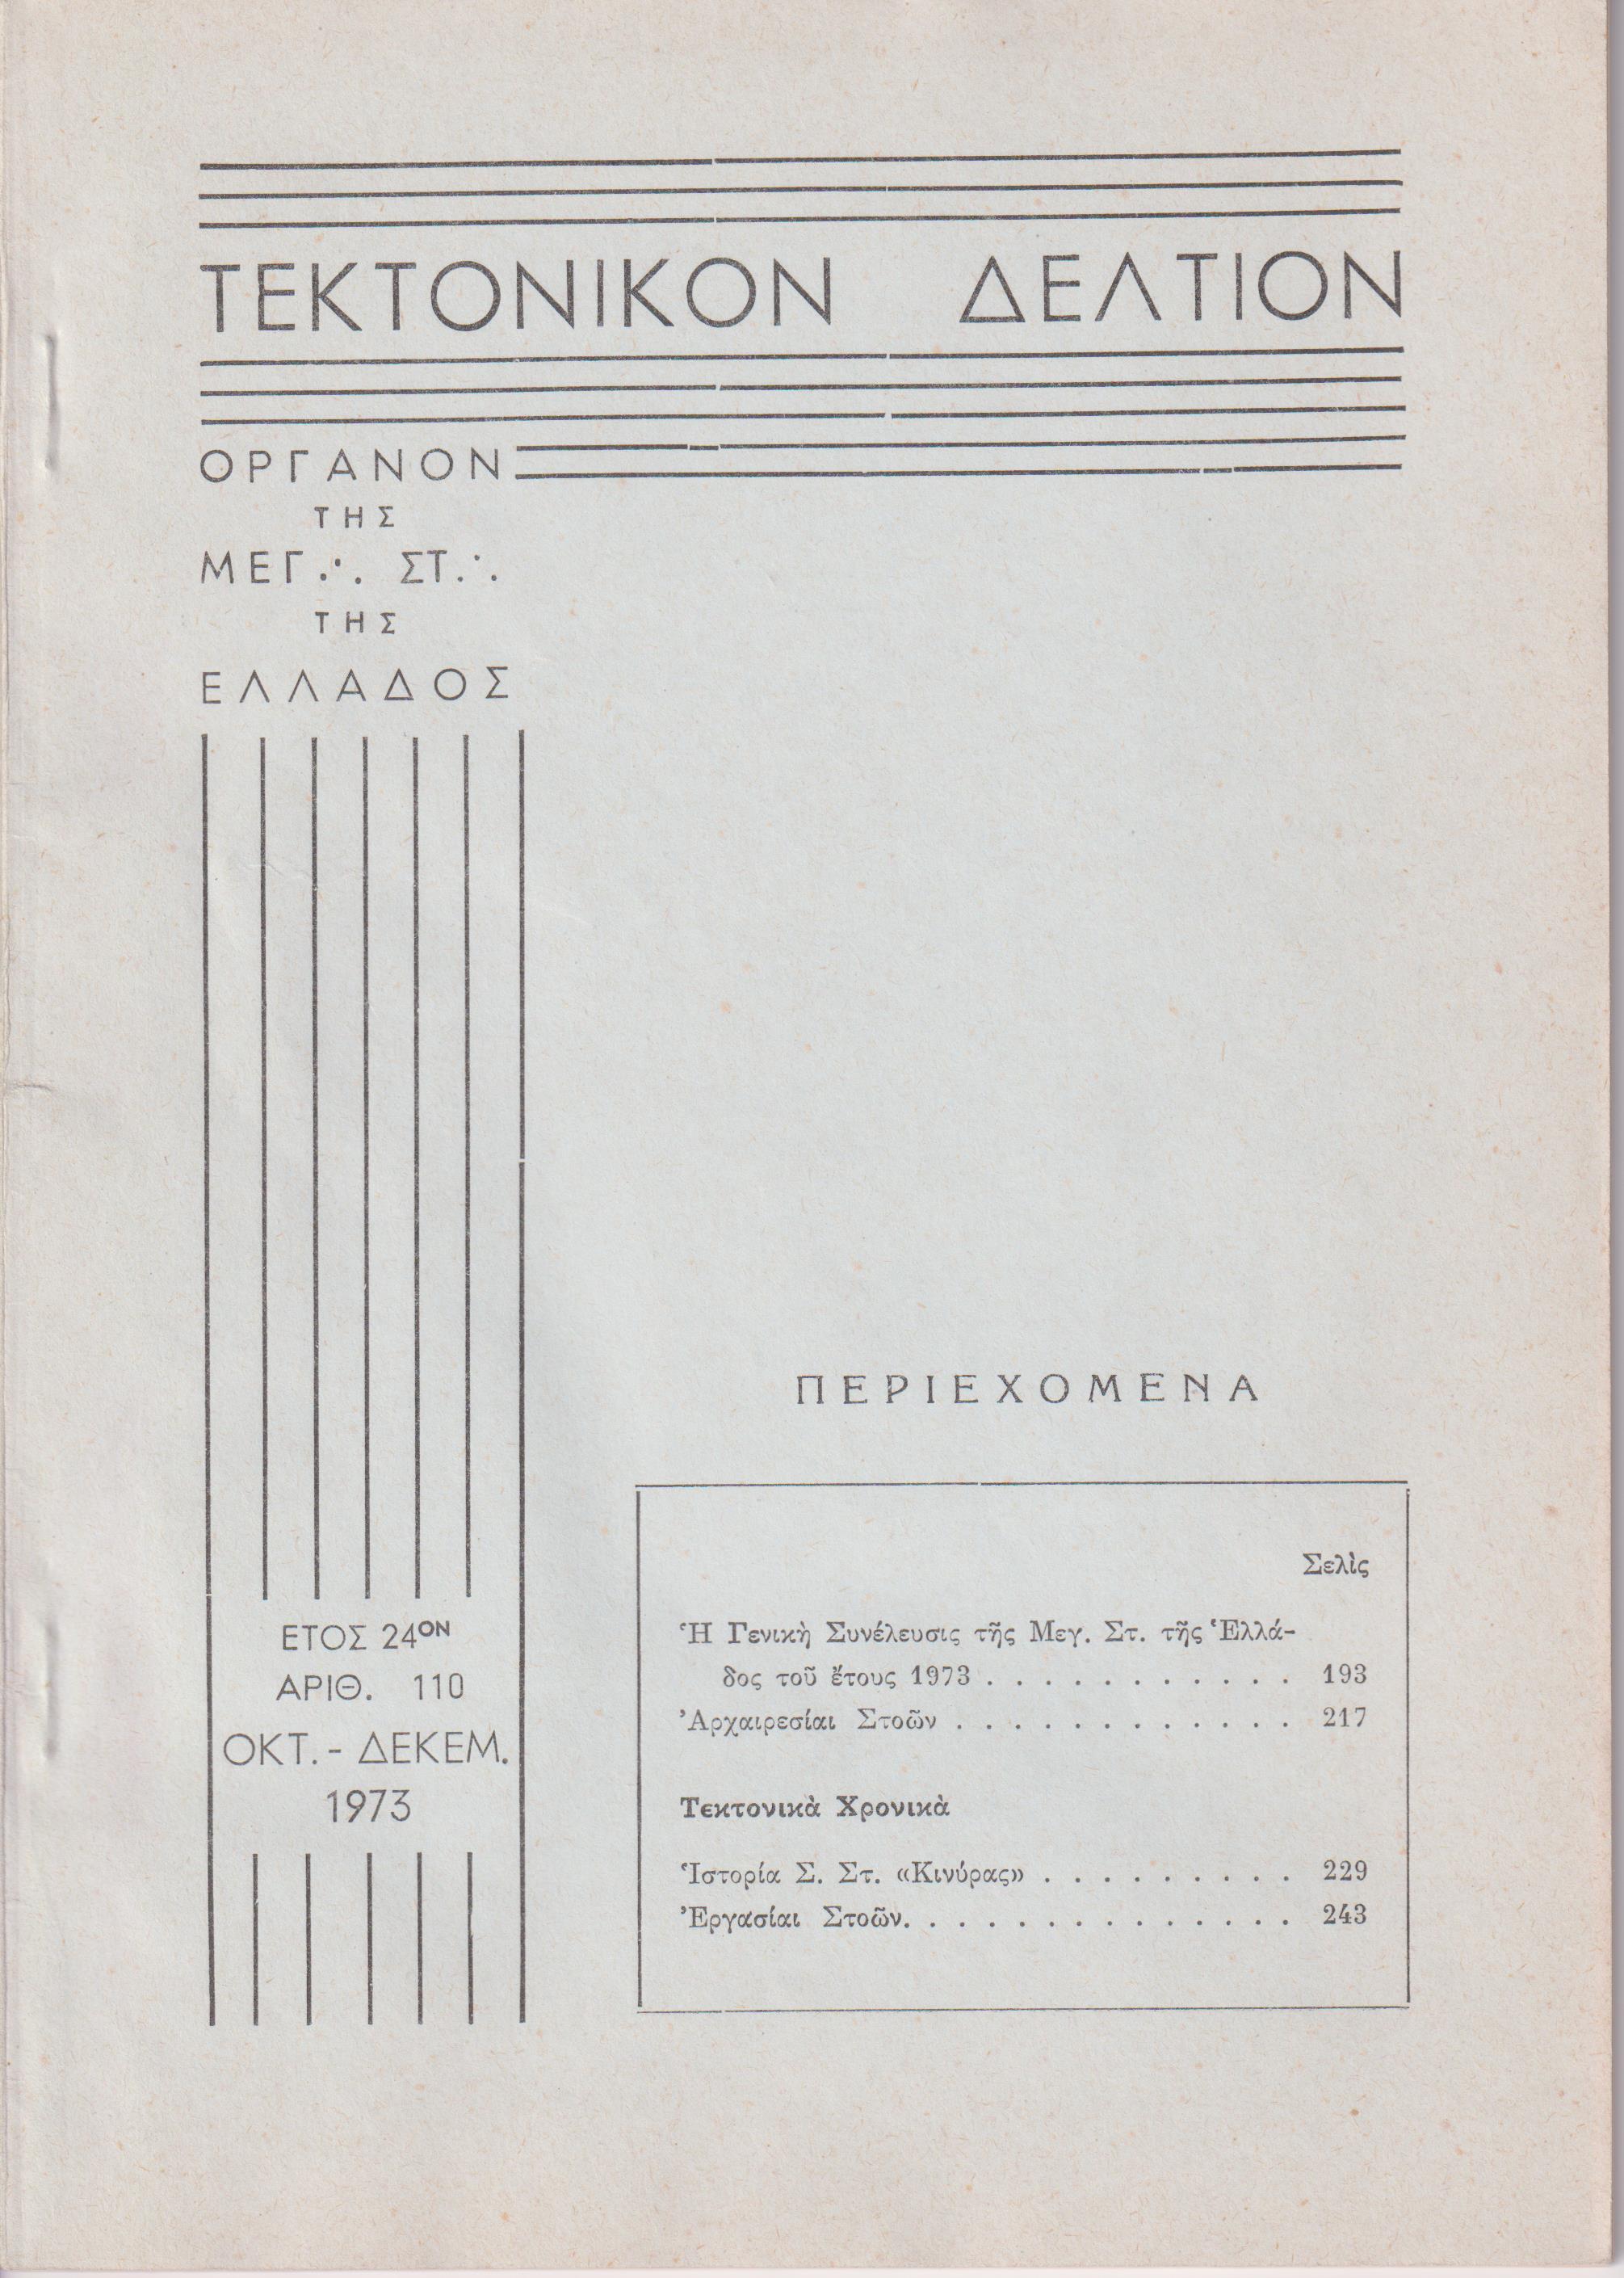 ΤΕΚΤΟΝΙΚΟΝ ΔΕΛΤΙΟΝ
ΟΡΓΑΝΟΝ
ΤΗΣ
ΜΕΓ∴ ΣΤ∴
ΤΗΣ
ΕΛΛΑΔΟΣ
ΕΤΟΣ 24ΟΝ
ΑΡΙΘ. 110
ΟΚΤ. - ΔΕΚΕΜ.
1973
ΠΕΡΙΕΧΟΜΕΝΑ
Σελὶς
Ἡ Γενικὴ Συνέλευσις τῆς Μεγ. Στ. τῆς Ἑλλά-
δος τοῦ ἔτους 1973 . . . . . . . . . . . 193
Ἀρχαιρεσίαι Στοῶν . . . . . . . . . . . . 217
Τεκτονικὰ Χρονικὰ
Ἱστορία Σ. Στ. «Κινύρας» . . . . . . . . . 229
Ἐργασίαι Στοῶν. . . . . . . . . . . . . . 243